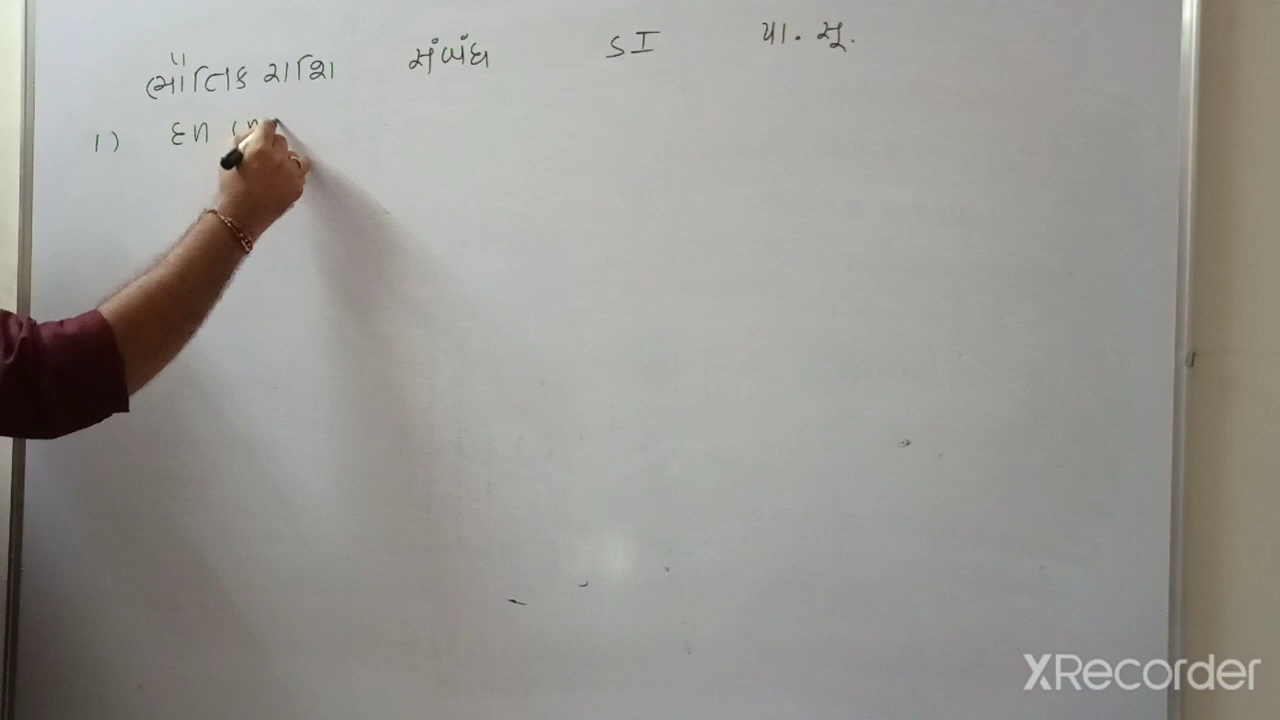 ભૌતિક રાશિ સંબંધ SI પા. સૂ.
1) દળ (m
XRecorder